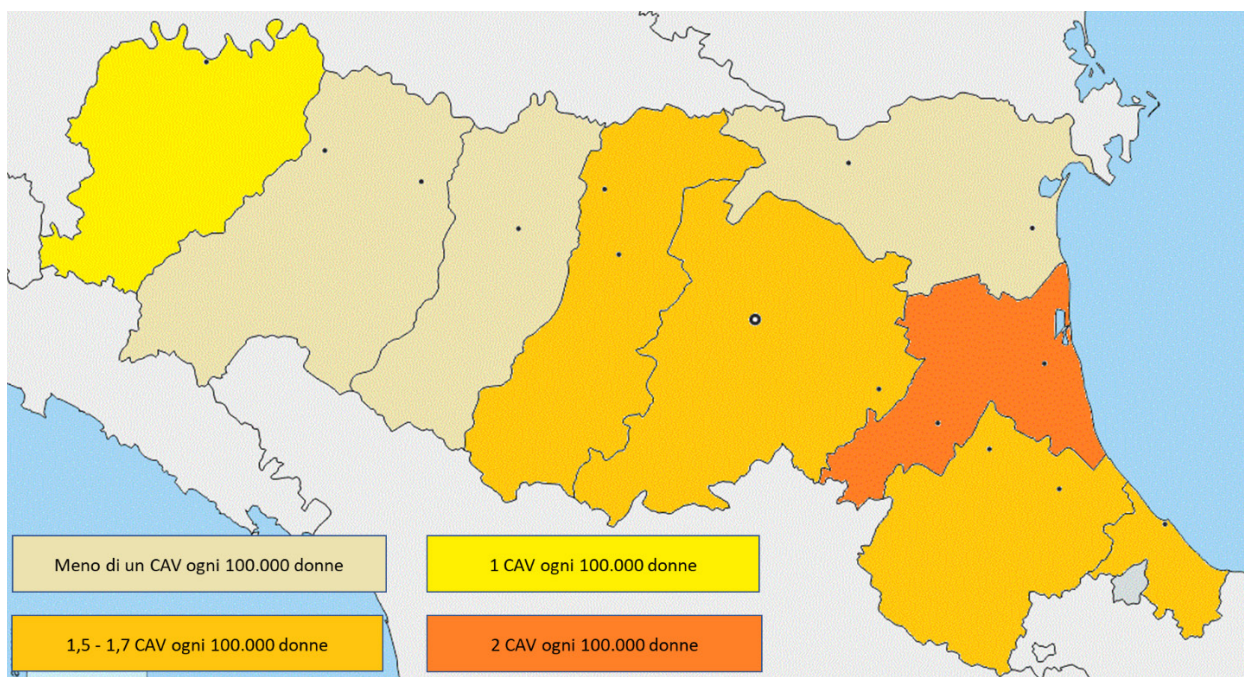 Meno di un CAV ogni 100.000 donne
1 CAV ogni 100.000 donne
1,5 - 1,7 CAV ogni 100.000 donne
2 CAV ogni 100.000 donne